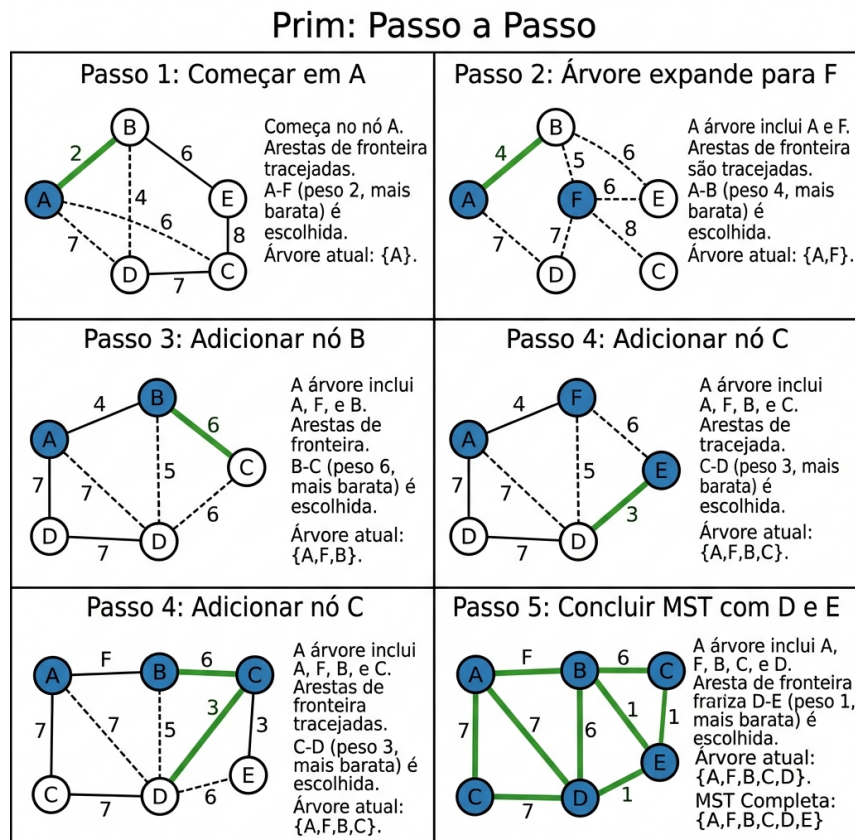 Prim: Passo a Passo
Passo 1: Começar em A
B
2
6
A
4
E
6
7
8
D
C
7
Começa no nó A.
Arestas de fronteira
tracejadas.
A-F (peso 2, mais
barata) é
escolhida.
Árvore atual: {A}.
Passo 2: Árvore expande para F
B
4
5
6
A
F
6
E
7
7
8
D
C
A árvore inclui A e F.
Arestas de fronteira
são tracejadas.
A-B (peso 4, mais
barata) é
escolhida.
Árvore atual: {A,F}.
Passo 3: Adicionar nó B
B
4
6
A
C
7
7
5
6
D
D
7
A árvore inclui
A, F, e B.
Arestas de
fronteira.
B-C (peso 6,
mais barata) é
escolhida.
Árvore atual:
{A,F,B}.
Passo 4: Adicionar nó C
F
4
6
A
E
7
7
5
3
D
D
7
A árvore inclui
A, F, B, e C.
Arestas de
tracejada.
C-D (peso 3, mais
barata) é
escolhida.
Árvore atual:
{A,F,B,C}.
Passo 4: Adicionar nó C
A
F
B
6
C
7
7
5
3
3
C
7
D
6
E
A árvore inclui
A, F, B, e C.
Arestas de
fronteira
tracejadas.
C-D (peso 3,
mais barata) é
escolhida.
Árvore atual:
{A,F,B,C}.
Passo 5: Concluir MST com D e E
A
F
B
6
C
7
7
6
1
1
E
C
7
D
1
A árvore inclui A,
F, B, C, e D.
Aresta de fronteira
frariza D-E (peso 1,
mais barata) é
escolhida.
Árvore atual:
{A,F,B,C,D}.
MST Completa:
{A,F,B,C,D,E}